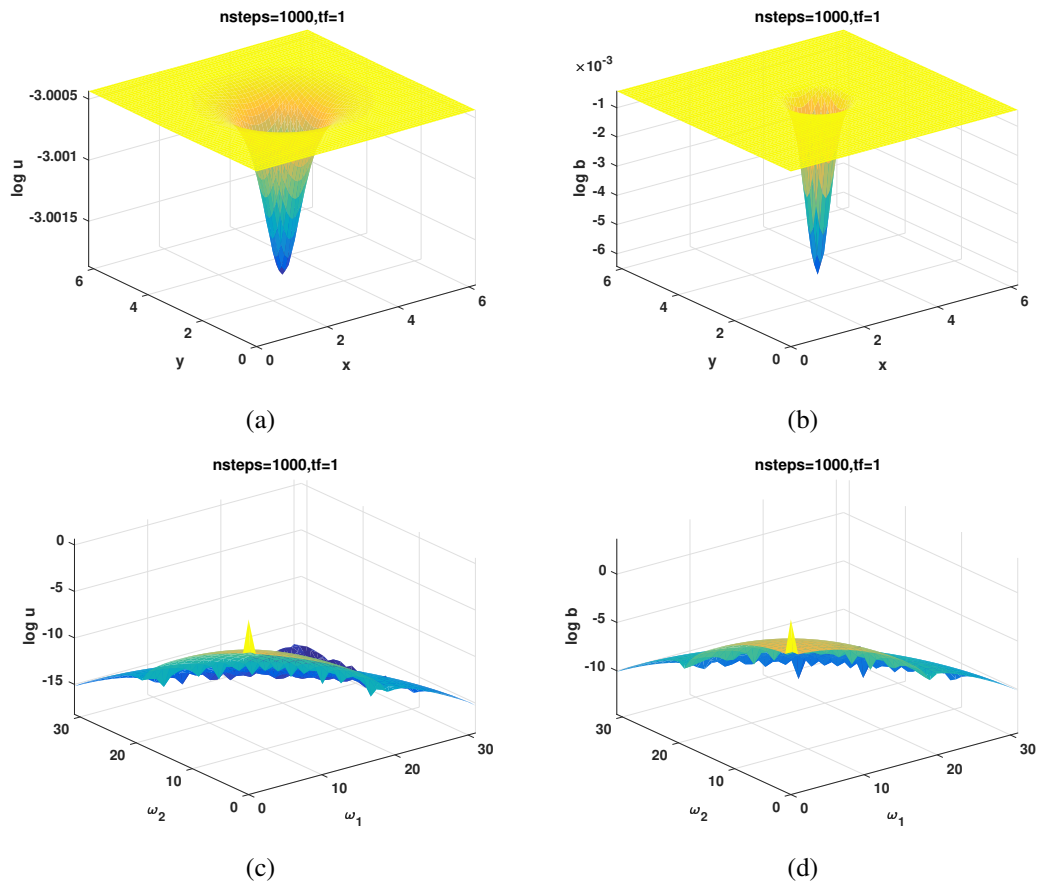 nsteps=1000,tf=1
log u
-3.0005
-3.001
-3.0015
6
4
2
0
y
0
2
4
6
x
(a)
nsteps=1000,tf=1
×10⁻³
log b
-1
-2
-3
-4
-5
-6
6
4
2
0
y
0
2
4
6
x
(b)
nsteps=1000,tf=1
log u
0
-5
-10
-15
30
20
10
0
ω₂
0
10
20
30
ω₁
(c)
nsteps=1000,tf=1
log b
0
-5
-10
30
20
10
0
ω₂
0
10
20
30
ω₁
(d)